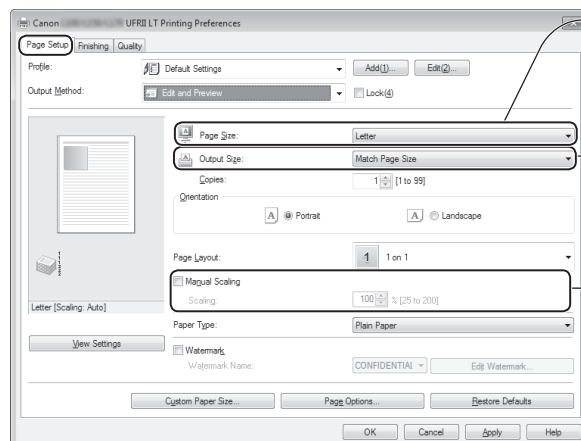 Canon UFRII LT Printing Preferences
Page Setup Finishing Quality
Profile: Default Settings Add(1)... Edit(2)...
Output Method: Edit and Preview Lock(4)
Page Size: Letter
Output Size: Match Page Size
Copies: 1 [1 to 99]
Orientation
A Portrait A Landscape
Page Layout: 1 1 on 1
Manual Scaling
Scaling: 100 % [25 to 200]
Letter [Scaling: Auto]
Paper Type: Plain Paper
View Settings
Watermark
Watermark Name: CONFIDENTIAL Edit Watermark...
Custom Paper Size... Page Options... Restore Defaults
OK Cancel Apply Help